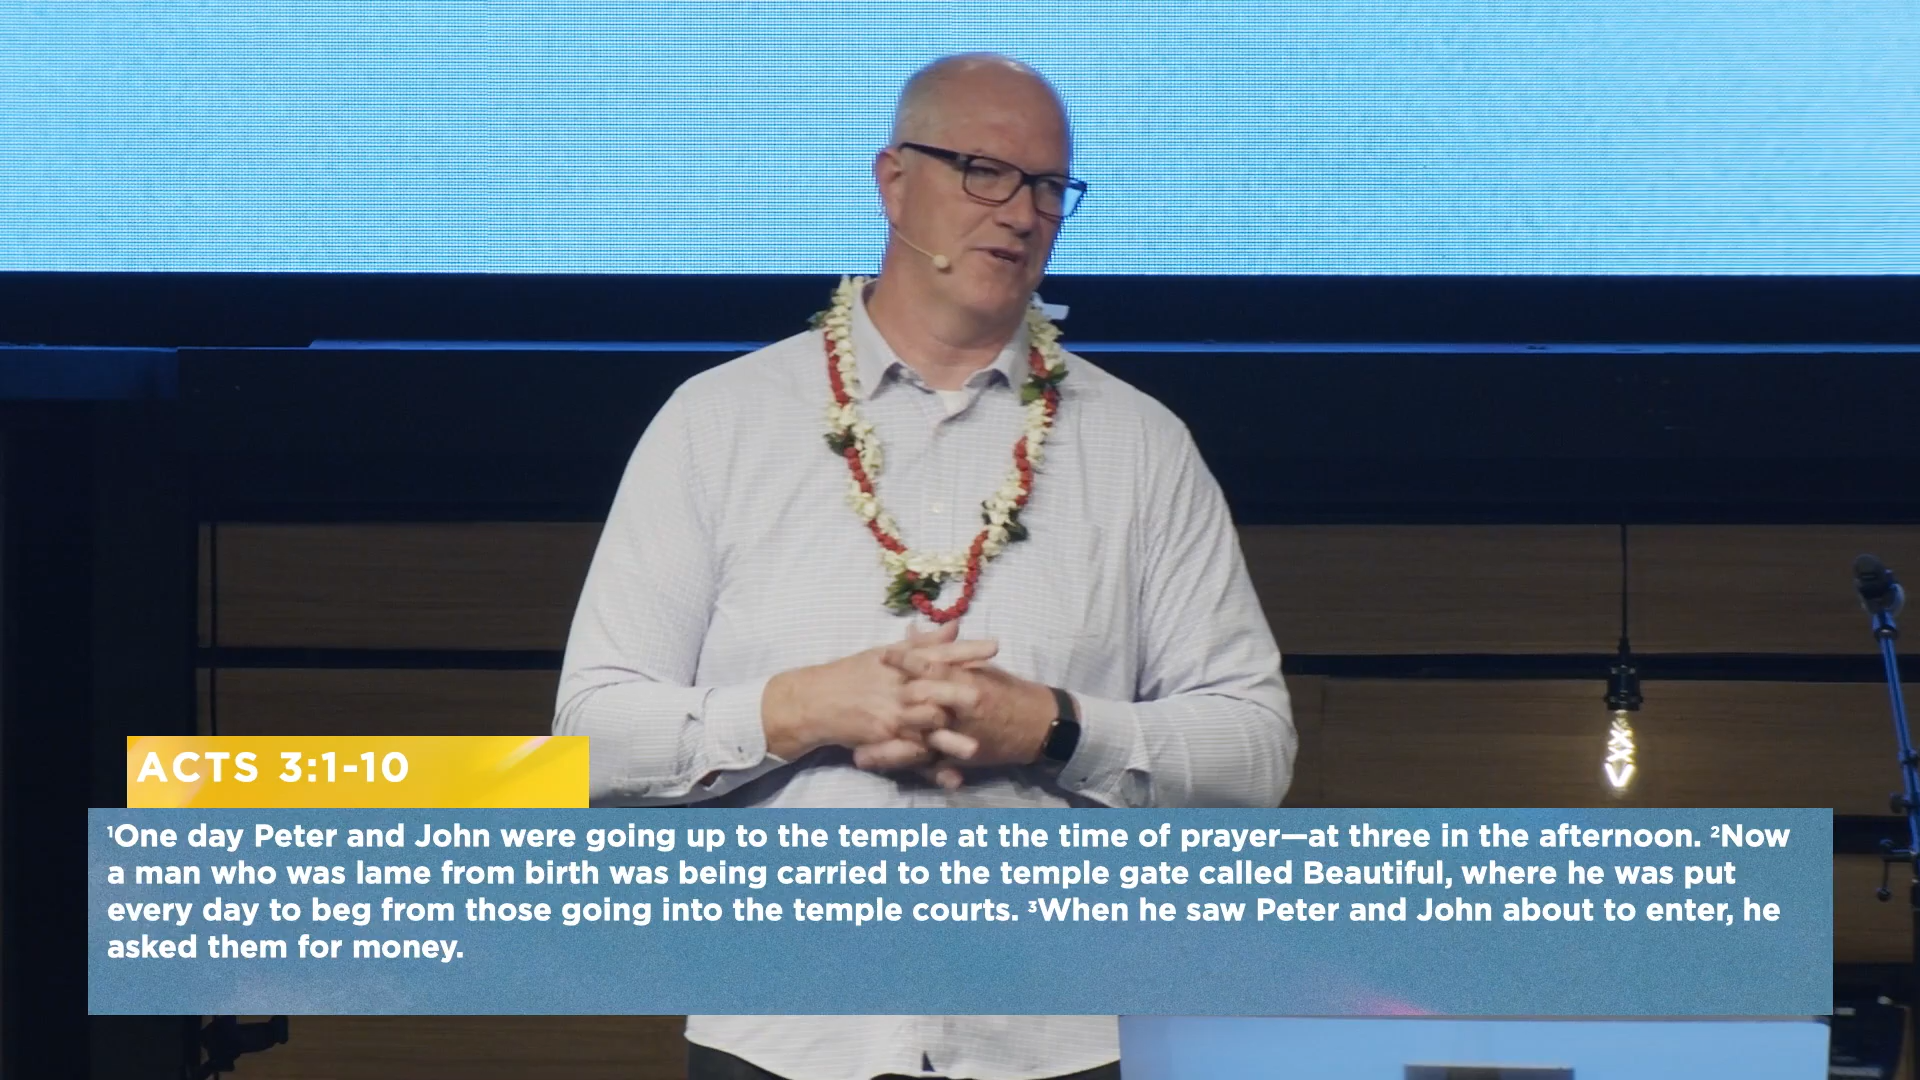 ACTS 3:1-10
¹One day Peter and John were going up to the temple at the time of prayer—at three in the afternoon. ²Now
a man who was lame from birth was being carried to the temple gate called Beautiful, where he was put
every day to beg from those going into the temple courts. ³When he saw Peter and John about to enter, he
asked them for money.